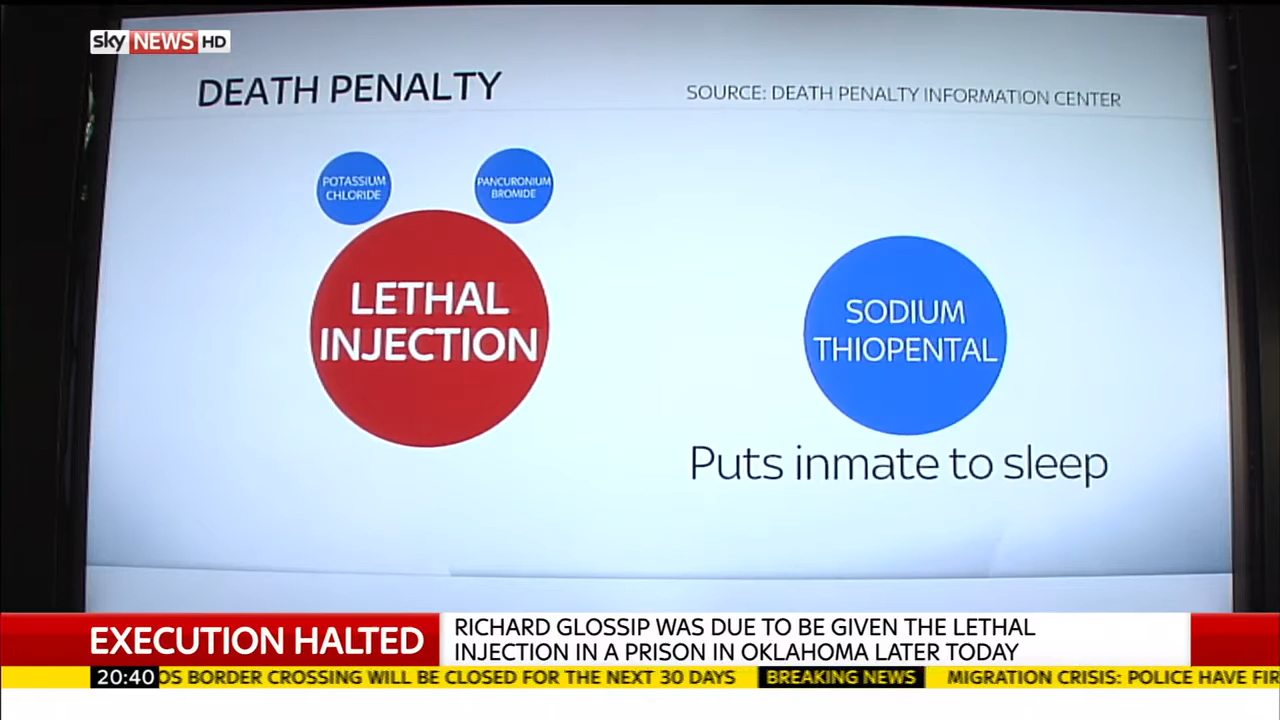 sky NEWS HD
DEATH PENALTY
SOURCE: DEATH PENALTY INFORMATION CENTER
POTASSIUM
CHLORIDE
PANCURONIUM
BROMIDE
LETHAL
INJECTION
SODIUM
THIOPENTAL
Puts inmate to sleep
EXECUTION HALTED
RICHARD GLOSSIP WAS DUE TO BE GIVEN THE LETHAL
INJECTION IN A PRISON IN OKLAHOMA LATER TODAY
20:40 OS BORDER CROSSING WILL BE CLOSED FOR THE NEXT 30 DAYS BREAKING NEWS MIGRATION CRISIS: POLICE HAVE FIR